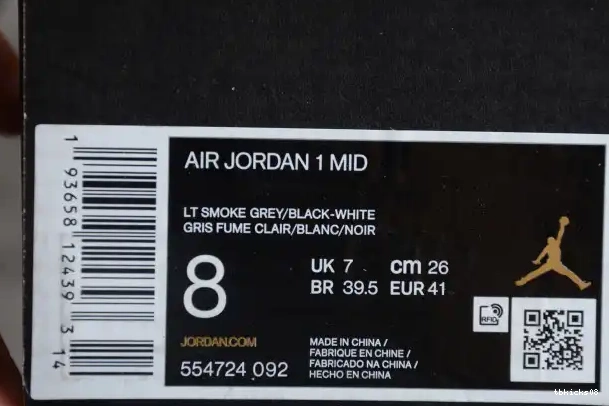 AIR JORDAN 1 MID
LT SMOKE GREY/BLACK-WHITE
GRIS FUME CLAIR/BLANC/NOIR
8
UK 7 cm 26
BR 39.5 EUR 41
JORDAN.COM
554724 092
MADE IN CHINA /
FABRIQUE EN CHINE /
FABRICADO NA CHINA /
HECHO EN CHINA
RFID
1 93658 12439 3 14
tbkicks08